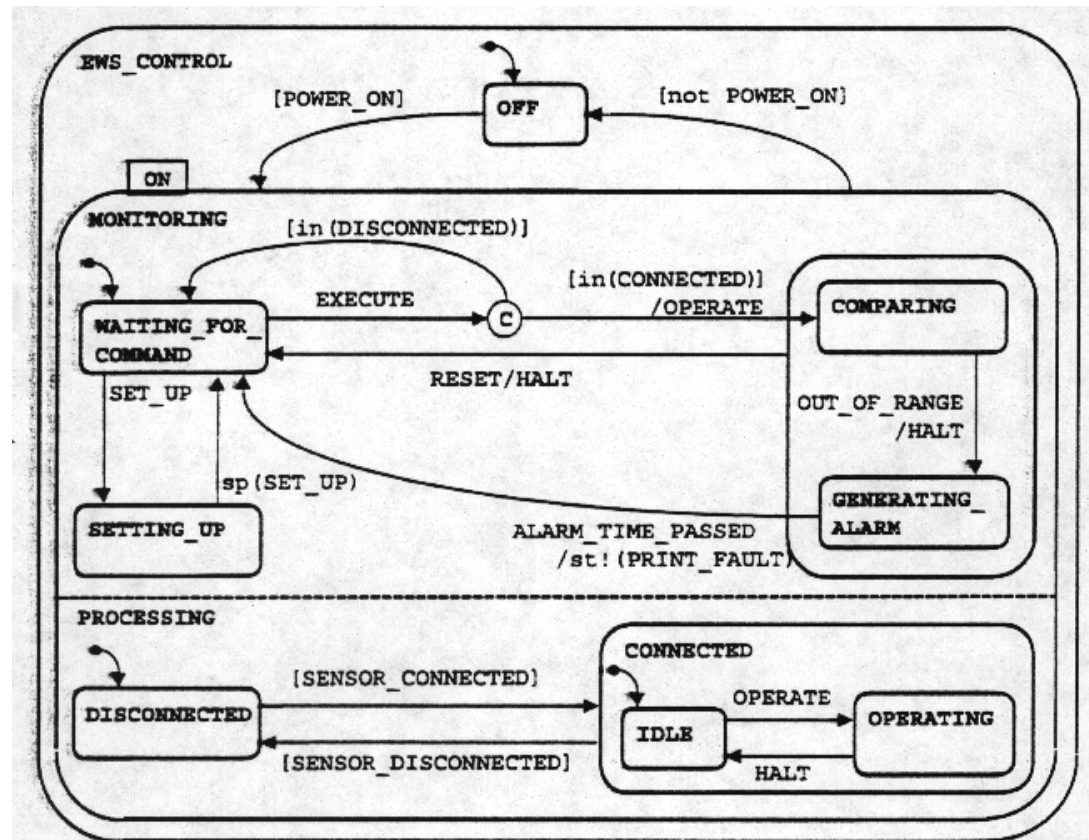 EWS_CONTROL
[POWER_ON]
OFF
[not POWER_ON]
ON
MONITORING
[in(DISCONNECTED)]
EXECUTE
C
[in(CONNECTED)]
/OPERATE
COMPARING
WAITING_FOR_
COMMAND
RESET/HALT
SET_UP
OUT_OF_RANGE
/HALT
sp(SET_UP)
SETTING_UP
GENERATING_
ALARM
ALARM_TIME_PASSED
/st!(PRINT_FAULT)
PROCESSING
CONNECTED
[SENSOR_CONNECTED]
DISCONNECTED
OPERATE
IDLE
OPERATING
[SENSOR_DISCONNECTED]
HALT